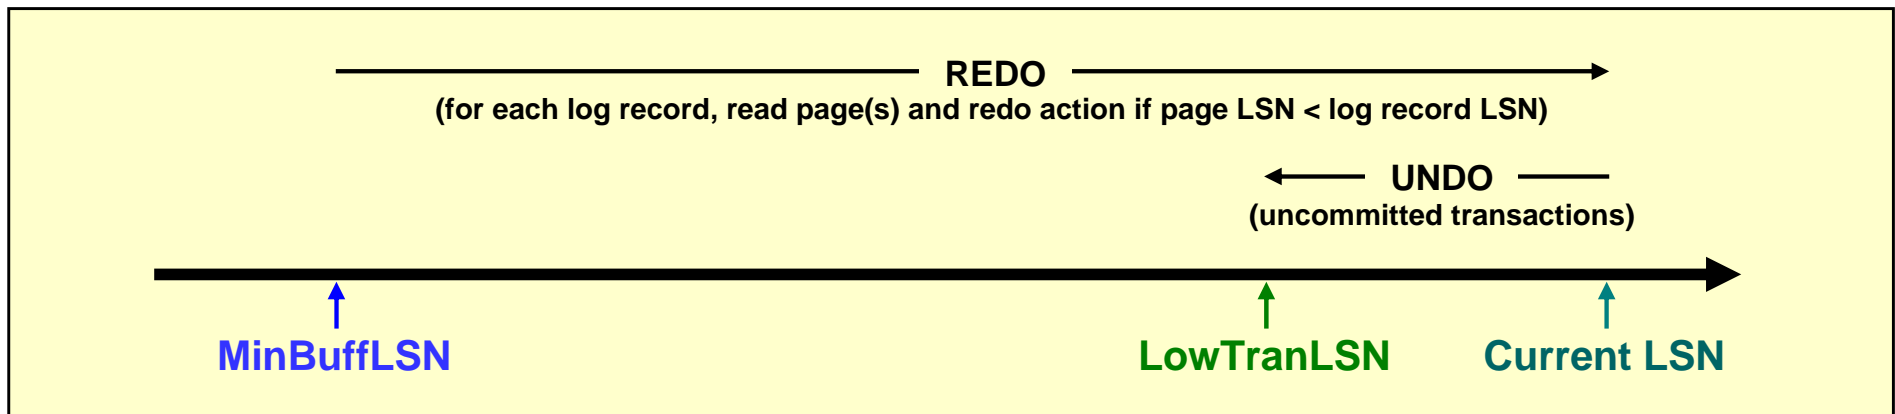 REDO
(for each log record, read page(s) and redo action if page LSN < log record LSN)
UNDO
(uncommitted transactions)
MinBuffLSN
LowTranLSN
Current LSN